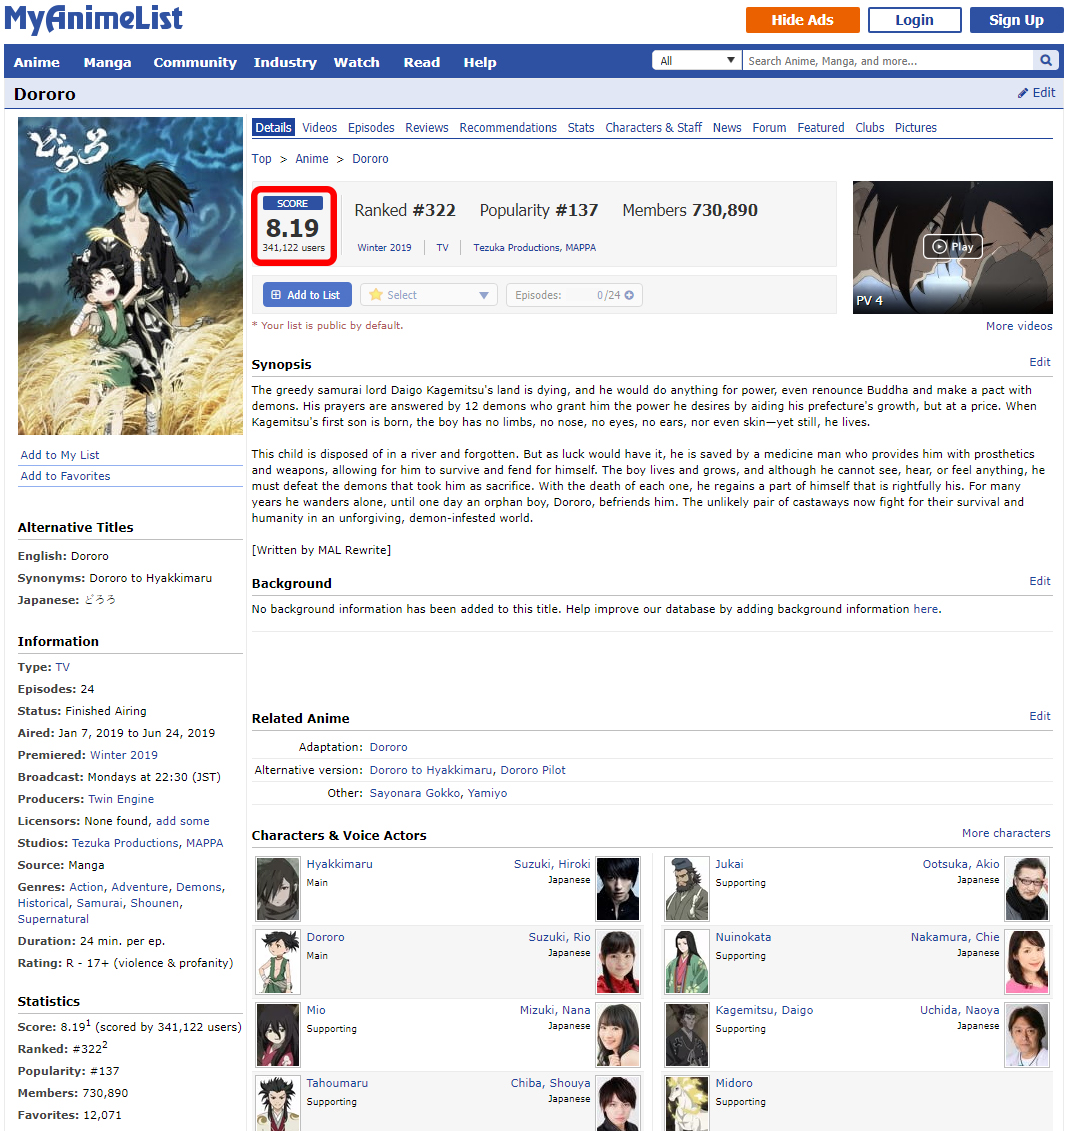 MyAnimeList
Hide Ads
Login
Sign Up
Anime
Manga
Community
Industry
Watch
Read
Help
All
Search Anime, Manga, and more...
Dororo
Edit
どろろ
Add to My List
Add to Favorites
Alternative Titles
English: Dororo
Synonyms: Dororo to Hyakkimaru
Japanese: どろろ
Information
Type: TV
Episodes: 24
Status: Finished Airing
Aired: Jan 7, 2019 to Jun 24, 2019
Premiered: Winter 2019
Broadcast: Mondays at 22:30 (JST)
Producers: Twin Engine
Licensors: None found, add some
Studios: Tezuka Productions, MAPPA
Source: Manga
Genres: Action, Adventure, Demons,
Historical, Samurai, Shounen,
Supernatural
Duration: 24 min. per ep.
Rating: R - 17+ (violence & profanity)
Statistics
Score: 8.191 (scored by 341,122 users)
Ranked: #3222
Popularity: #137
Members: 730,890
Favorites: 12,071
Details Videos Episodes Reviews Recommendations Stats Characters & Staff News Forum Featured Clubs Pictures
Top > Anime > Dororo
SCORE
8.19
341,122 users
Ranked #322 Popularity #137 Members 730,890
Winter 2019 TV Tezuka Productions, MAPPA
Add to List
Select
Episodes: 0/24
* Your list is public by default.
Play
PV 4
More videos
Synopsis
Edit
The greedy samurai lord Daigo Kagemitsu's land is dying, and he would do anything for power, even renounce Buddha and make a pact with
demons. His prayers are answered by 12 demons who grant him the power he desires by aiding his prefecture's growth, but at a price. When
Kagemitsu's first son is born, the boy has no limbs, no nose, no eyes, no ears, nor even skin—yet still, he lives.
This child is disposed of in a river and forgotten. But as luck would have it, he is saved by a medicine man who provides him with prosthetics
and weapons, allowing for him to survive and fend for himself. The boy lives and grows, and although he cannot see, hear, or feel anything, he
must defeat the demons that took him as sacrifice. With the death of each one, he regains a part of himself that is rightfully his. For many
years he wanders alone, until one day an orphan boy, Dororo, befriends him. The unlikely pair of castaways now fight for their survival and
humanity in an unforgiving, demon-infested world.
[Written by MAL Rewrite]
Background
Edit
No background information has been added to this title. Help improve our database by adding background information here.
Related Anime
Edit
Adaptation: Dororo
Alternative version: Dororo to Hyakkimaru, Dororo Pilot
Other: Sayonara Gokko, Yamiyo
Characters & Voice Actors
More characters
Hyakkimaru
Main
Suzuki, Hiroki
Japanese
Jukai
Supporting
Ootsuka, Akio
Japanese
Dororo
Main
Suzuki, Rio
Japanese
Nuinokata
Supporting
Nakamura, Chie
Japanese
Mio
Supporting
Mizuki, Nana
Japanese
Kagemitsu, Daigo
Supporting
Uchida, Naoya
Japanese
Tahoumaru
Supporting
Chiba, Shouya
Japanese
Midoro
Supporting